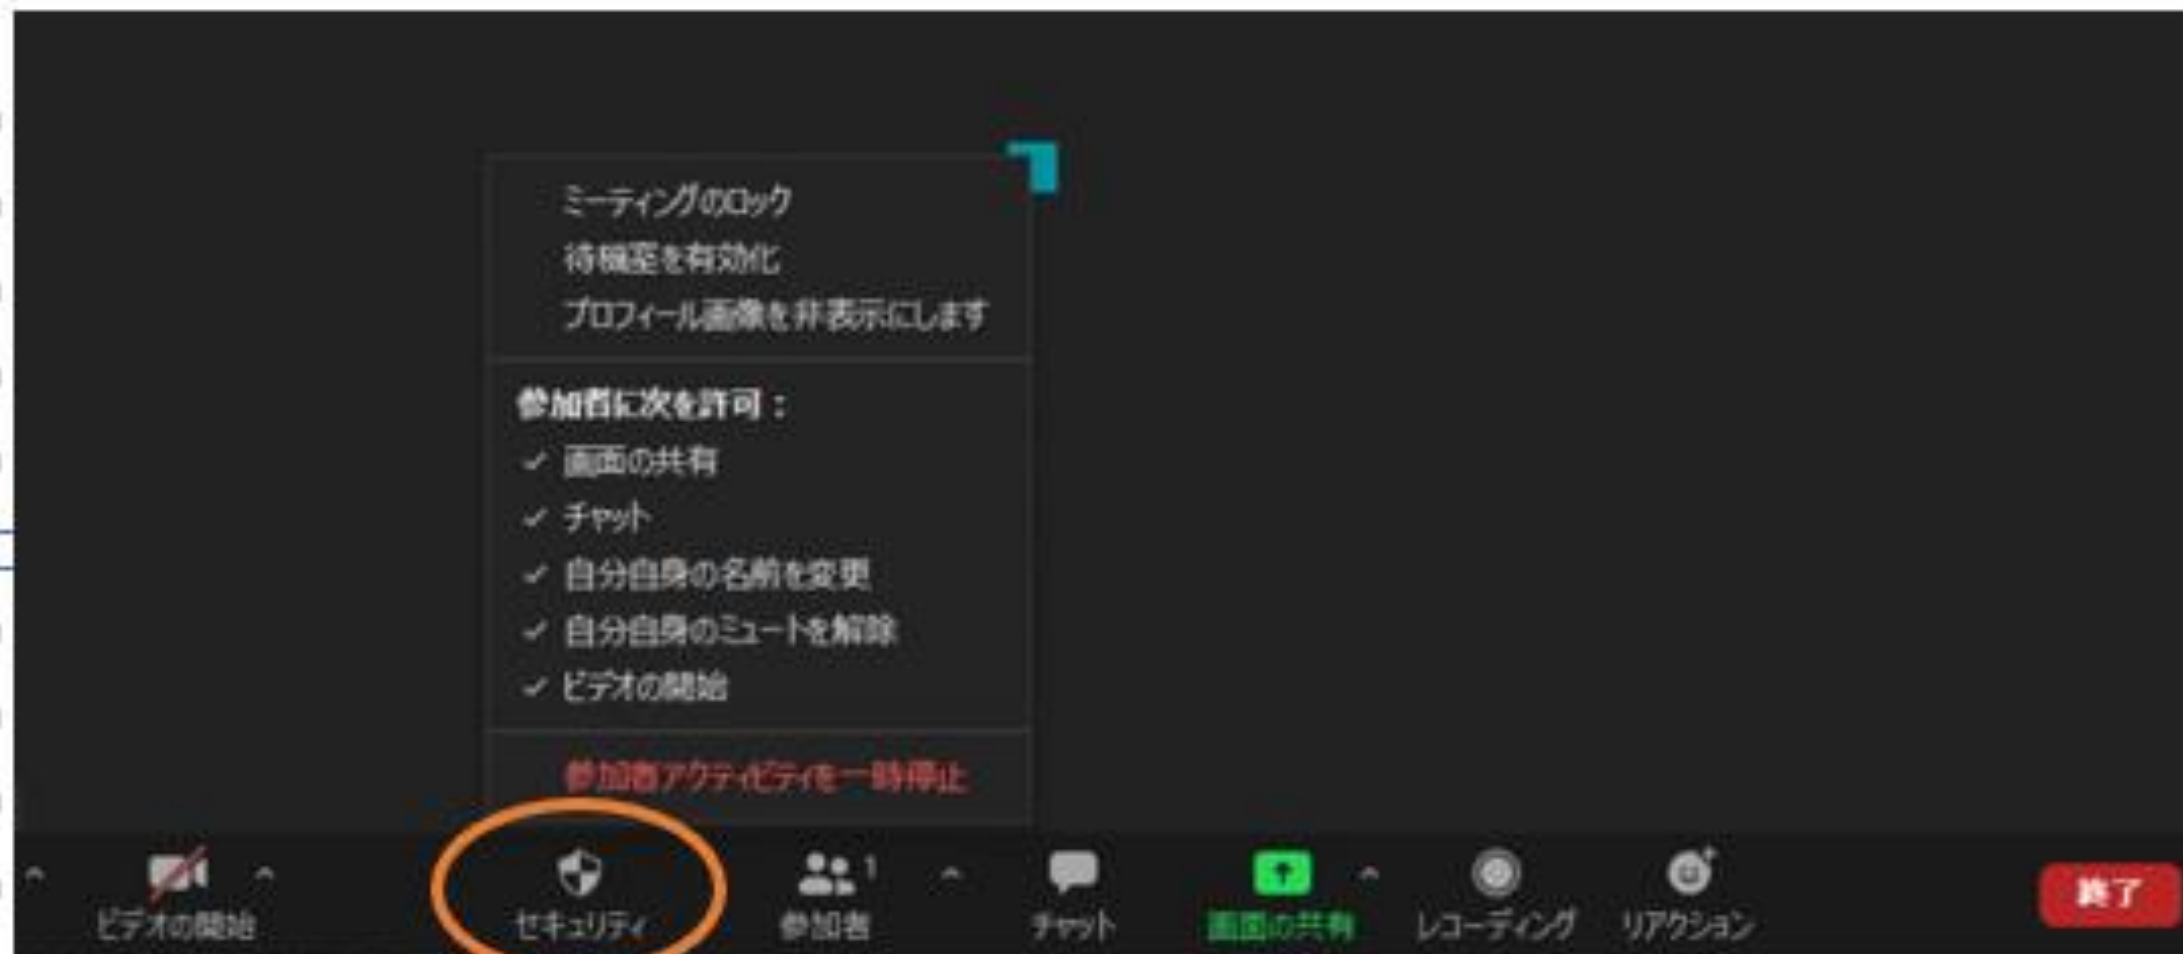 ミーティングのロック
待機室を有効化
プロフィール画像を非表示にします
参加者に次を許可：
✓ 画面の共有
✓ チャット
✓ 自分自身の名前を変更
✓ 自分自身のミュートを解除
✓ ビデオの開始
参加者アクティビティを一時停止
1
ビデオの開始 セキュリティ 参加者 チャット 画面の共有 レコーディング リアクション 終了